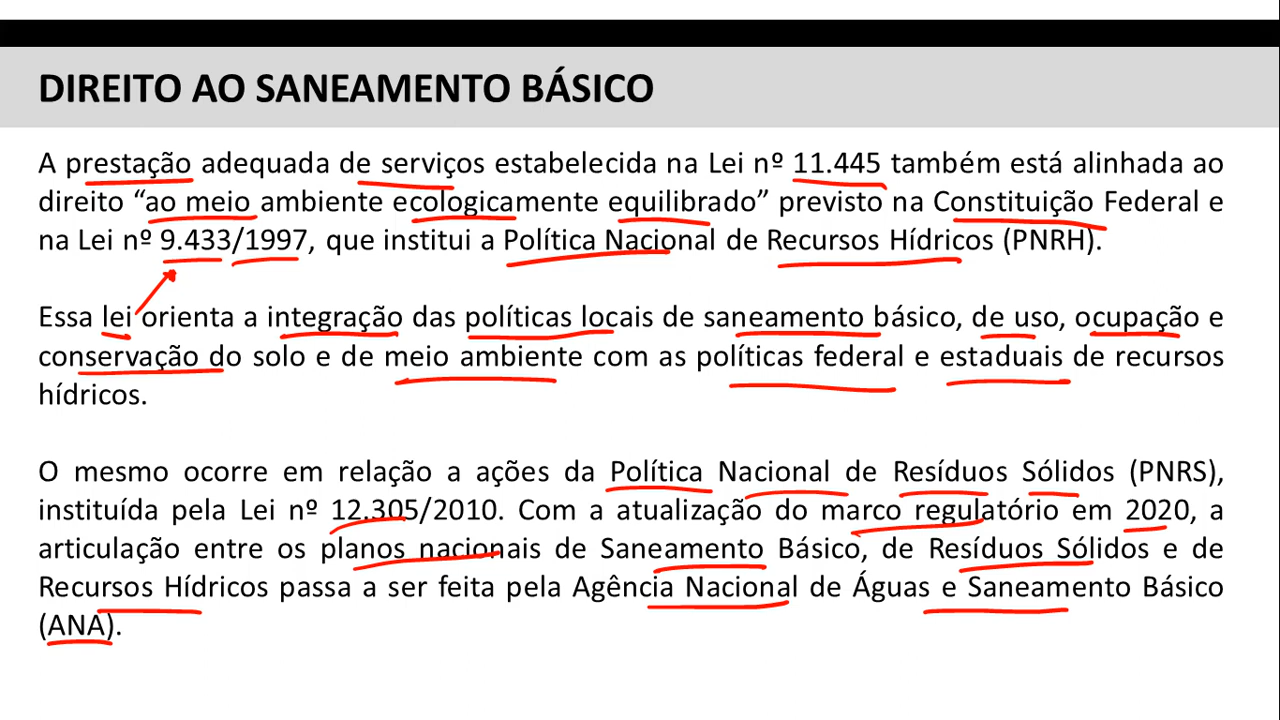 DIREITO AO SANEAMENTO BÁSICO
A prestação adequada de serviços estabelecida na Lei nº 11.445 também está alinhada ao
direito “ao meio ambiente ecologicamente equilibrado” previsto na Constituição Federal e
na Lei nº 9.433/1997, que institui a Política Nacional de Recursos Hídricos (PNRH).
Essa lei orienta a integração das políticas locais de saneamento básico, de uso, ocupação e
conservação do solo e de meio ambiente com as políticas federal e estaduais de recursos
hídricos.
O mesmo ocorre em relação a ações da Política Nacional de Resíduos Sólidos (PNRS),
instituída pela Lei nº 12.305/2010. Com a atualização do marco regulatório em 2020, a
articulação entre os planos nacionais de Saneamento Básico, de Resíduos Sólidos e de
Recursos Hídricos passa a ser feita pela Agência Nacional de Águas e Saneamento Básico
(ANA).